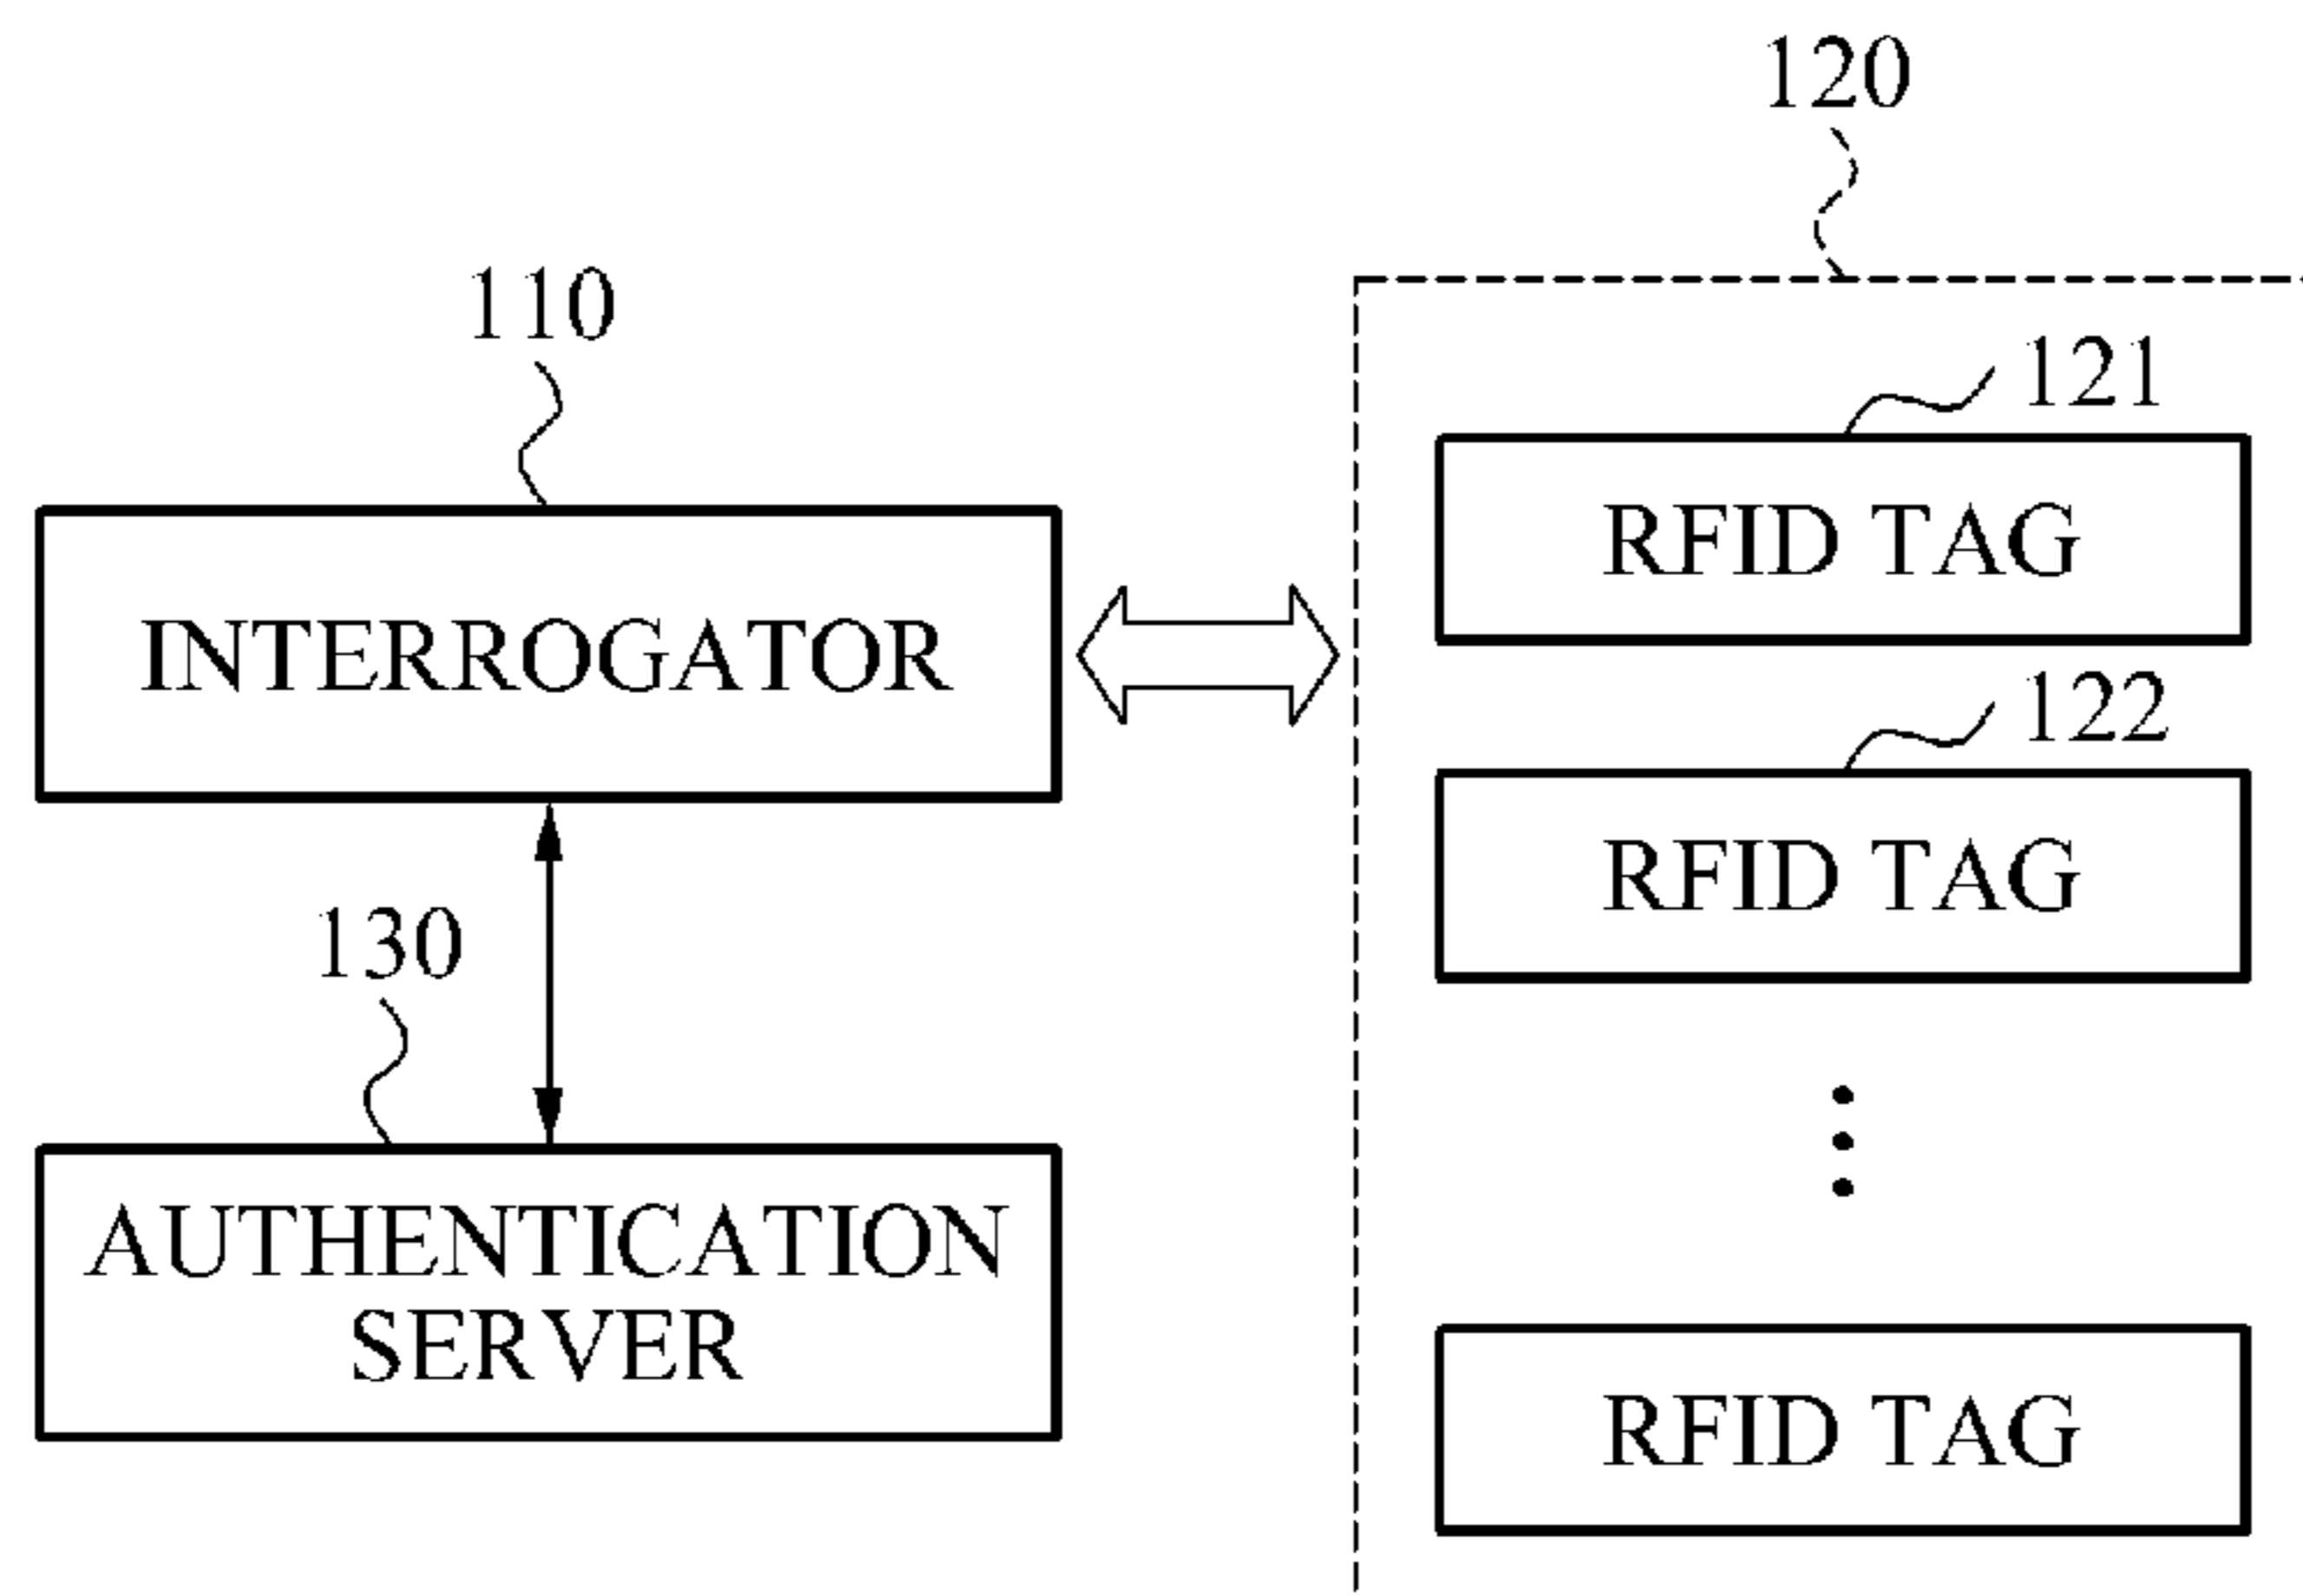 120
110
121
RFID TAG
INTERROGATOR
122
RFID TAG
130
AUTHENTICATION
SERVER
RFID TAG